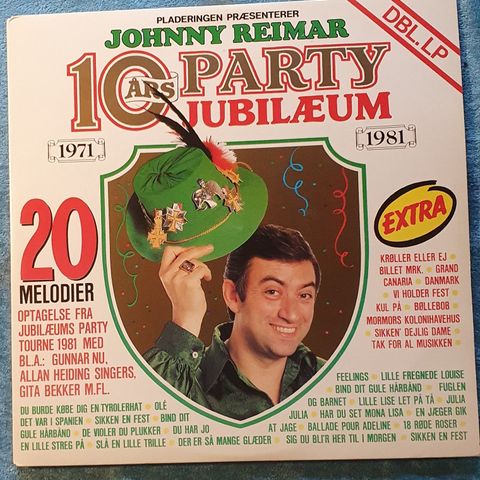 PLADERINGEN PRÆSENTERER
JOHNNY REIMAR
DBL. LP
10 ÅRS PARTY
JUBILÆUM
1971
1981
20
MELODIER
OPTAGELSE FRA
JUBILÆUMS PARTY
TOURNE 1981 MED
BL.A.: GUNNAR NU,
ALLAN HEIDING SINGERS,
GITA BEKKER M.FL.
EXTRA
KRØLLER ELLER EJ
BILLET MRK. GRAND
CANARIA DANMARK
VI HOLDER FEST
KUL PÅ BØLLEBOB
MORMORS KOLONIHAVEHUS
SIKKEN' DEJLIG DAME
TAK FOR AL MUSIKKEN
DU BURDE KØBE DIG EN TYROLERHAT OLÉ
DET VAR I SPANIEN SIKKEN EN FEST BIND DIT
GULE HÅRBÅND DE VIOLER DU PLUKKER DU HAR JO
EN LILLE STREG PÅ SLÅ EN LILLE TRILLE DER ER SÅ MANGE GLÆDER
FEELINGS LILLE FREGNEDE LOUISE
BIND DIT GULE HÅRBÅND FUGLEN
OG BARNET LILLE LISE LET PÅ TÅ JULIA
JULIA HAR DU SET MONA LISA EN JÆGER GIK
AT JAGE BALLADE POUR ADELINE 18 RØDE ROSER
SIG DU BLI'R HER TIL I MORGEN SIKKEN EN FEST